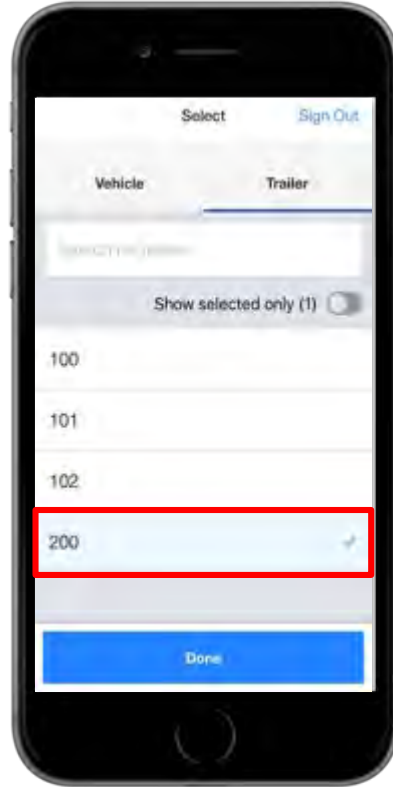 Select Sign Out
Vehicle Trailer
Show selected only (1)
100
101
102
200
Done